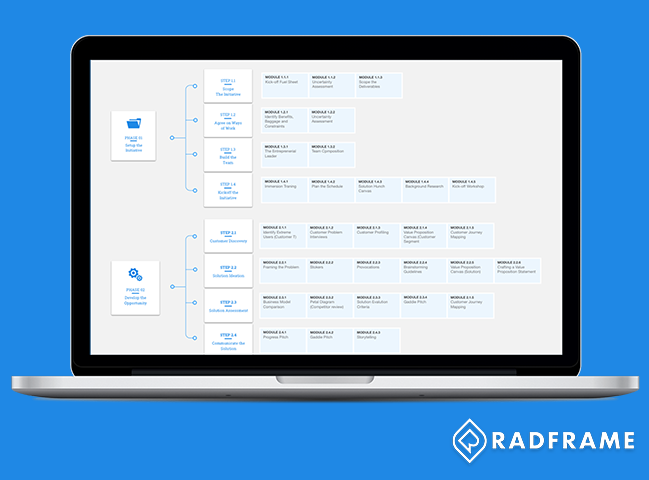 STEP 1.1
Scope
The Initiative
MODULE 1.1.1
Kick-off Fuel Sheet
MODULE 1.1.2
Uncertainty
Assessment
MODULE 1.1.3
Scope the
Deliverables
PHASE 01
Setup the
Initiative
STEP 1.2
Agree on Ways
of Work
MODULE 1.2.1
Identify Benefits,
Baggage and
Constraints
MODULE 1.2.2
Uncertainty
Assessment
STEP 1.3
Build the
Team
MODULE 1.3.1
The Entrepreneurial
Leader
MODULE 1.3.2
Team Composition
STEP 1.4
Kickoff the
Initiative
MODULE 1.4.1
Immersion Training
MODULE 1.4.2
Plan the Schedule
MODULE 1.4.3
Solution Hunch
Canvas
MODULE 1.4.4
Background Research
MODULE 1.4.5
Kick-off Workshop
STEP 2.1
Customer Discovery
MODULE 2.1.1
Identify Extreme
Users (Customer ?)
MODULE 2.1.2
Customer Problem
Interviews
MODULE 2.1.3
Customer Profiling
MODULE 2.1.4
Value Proposition
Canvas (Customer
Segment)
MODULE 2.1.5
Customer Journey
Mapping
PHASE 02
Develop the
Opportunity
STEP 2.2
Solution Ideation
MODULE 2.2.1
Framing the Problem
MODULE 2.2.2
Stokers
MODULE 2.2.3
Provocations
MODULE 2.2.4
Brainstorming
Guidelines
MODULE 2.2.5
Value Proposition
Canvas (Solution)
MODULE 2.2.6
Crafting a Value
Proposition Statement
STEP 2.3
Solution Assessment
MODULE 2.3.1
Business Model
Comparison
MODULE 2.3.2
Petal Diagram
(Competitor review)
MODULE 2.3.3
Solution Evalution
Criteria
MODULE 2.3.4
Gaddie Pitch
MODULE 2.1.5
Customer Journey
Mapping
STEP 2.4
Communicate the
Solution
MODULE 2.4.1
Progress Pitch
MODULE 2.4.2
Gaddie Pitch
MODULE 2.4.3
Storytelling
RADFRAME